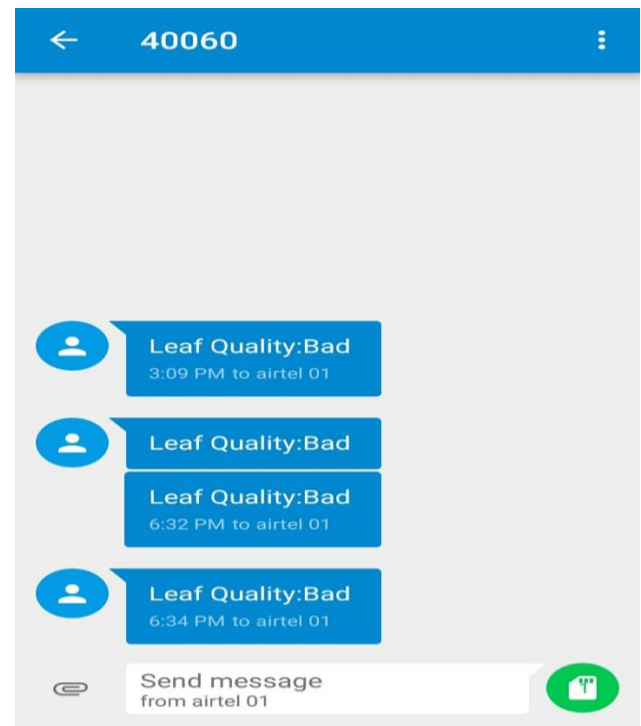 40060
Leaf Quality:Bad
3:09 PM to airtel 01
Leaf Quality:Bad
Leaf Quality:Bad
6:32 PM to airtel 01
Leaf Quality:Bad
6:34 PM to airtel 01
Send message
from airtel 01